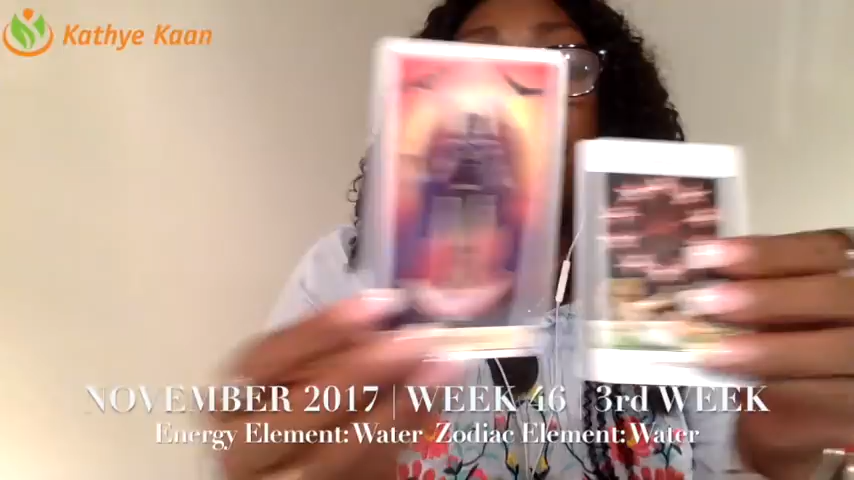 Kathye Kaan
NOVEMBER 2017 | WEEK 46 | 3rd WEEK
Energy Element:Water Zodiac Element:Water